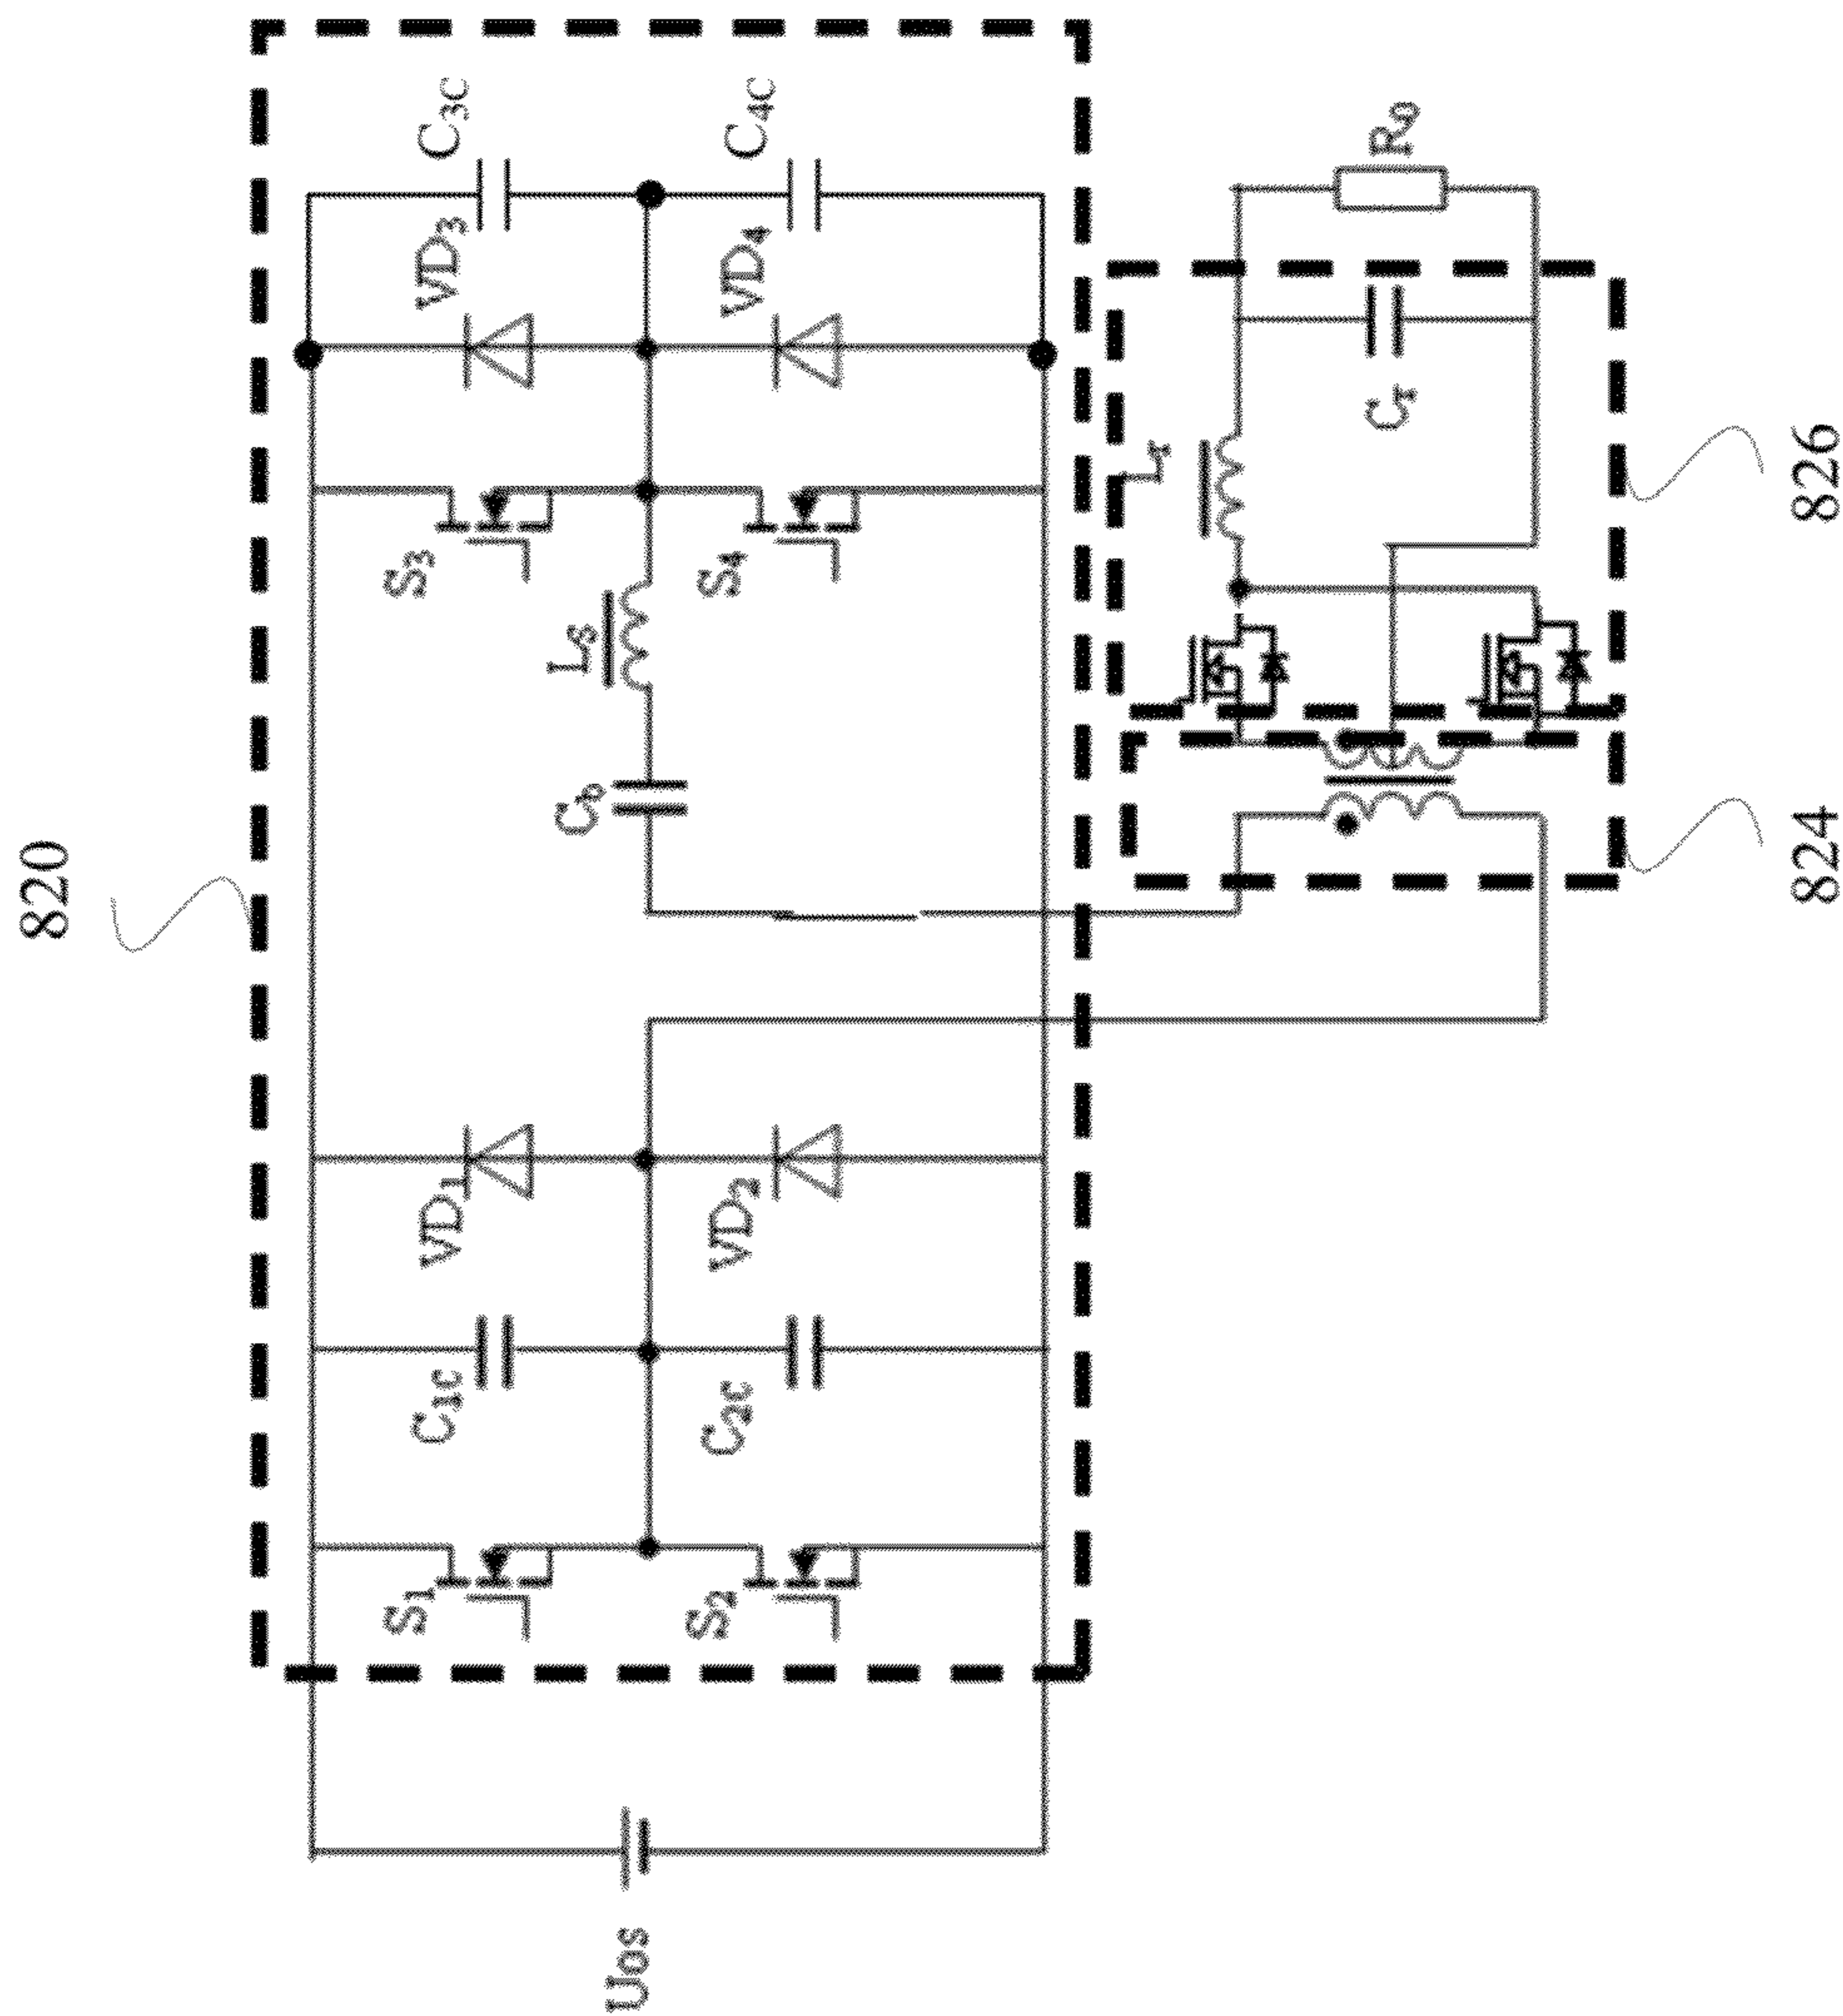 820
C3C
C4C
VD3
VD4
S3
S4
LS
Cb
R0
Lr
Cr
826
824
VD1
VD2
C1C
C2C
S1
S2
Uos